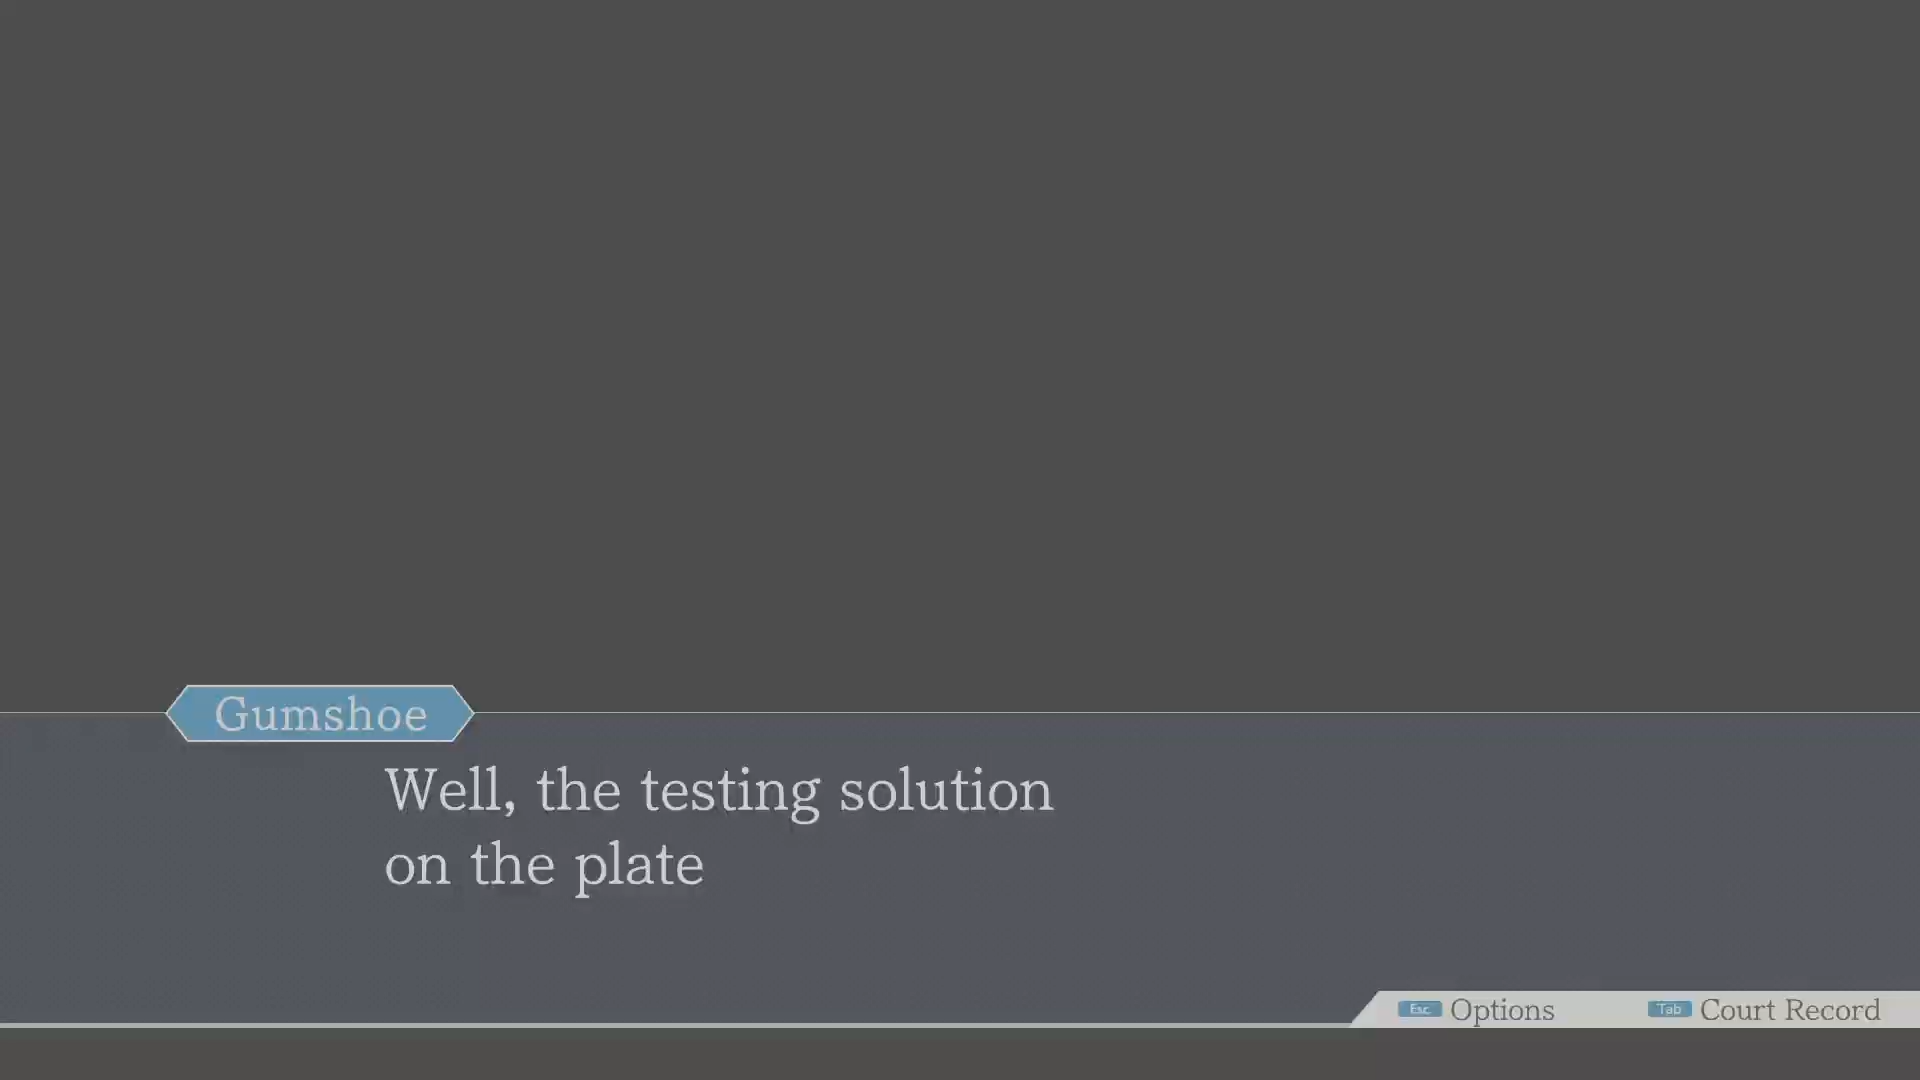 Gumshoe
Well, the testing solution
on the plate
Esc Options
Tab Court Record